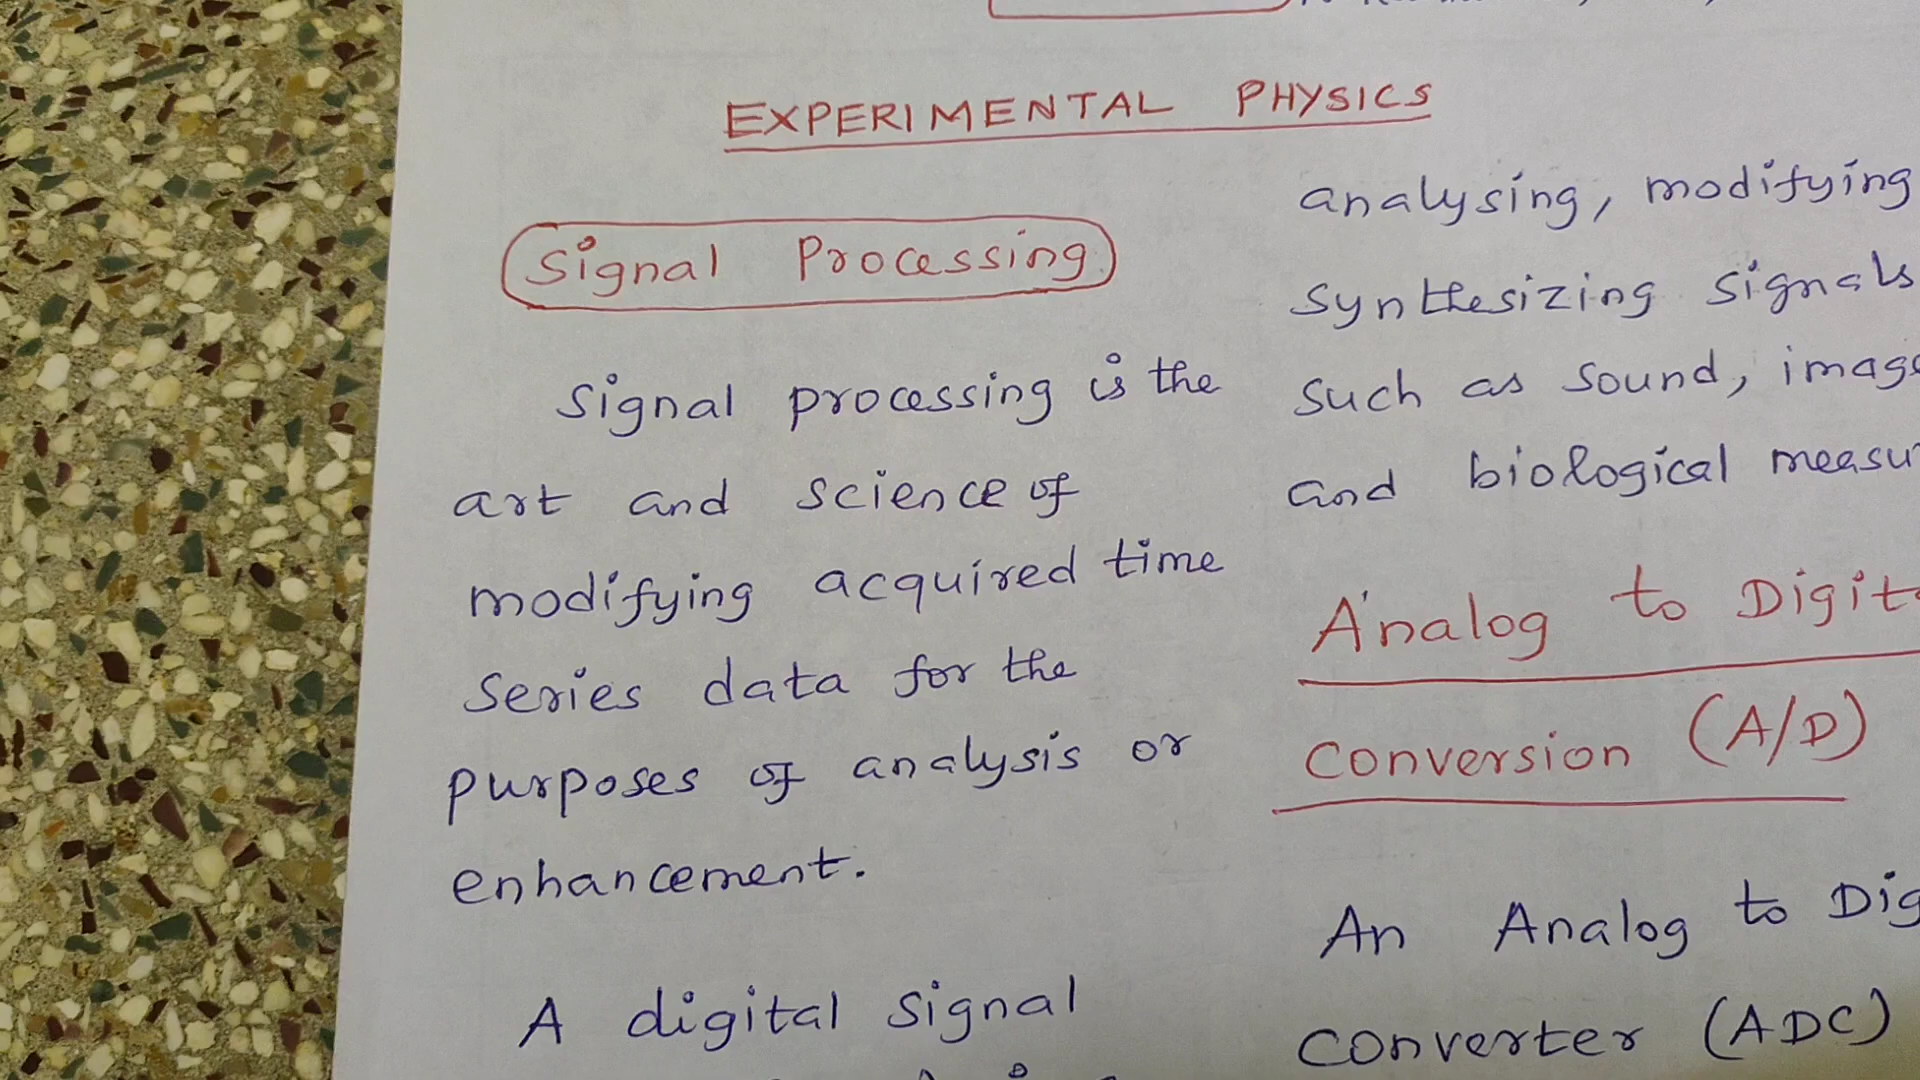 EXPERIMENTAL PHYSICS
Signal Processing
Signal processing is the
art and science of
modifying acquired time
series data for the
purposes of analysis or
enhancement.
A digital signal
analysing, modifying
synthesizing signals
such as sound, image
and biological
Analog to
Conversion (A/D)
An Analog to
Converter (ADC)